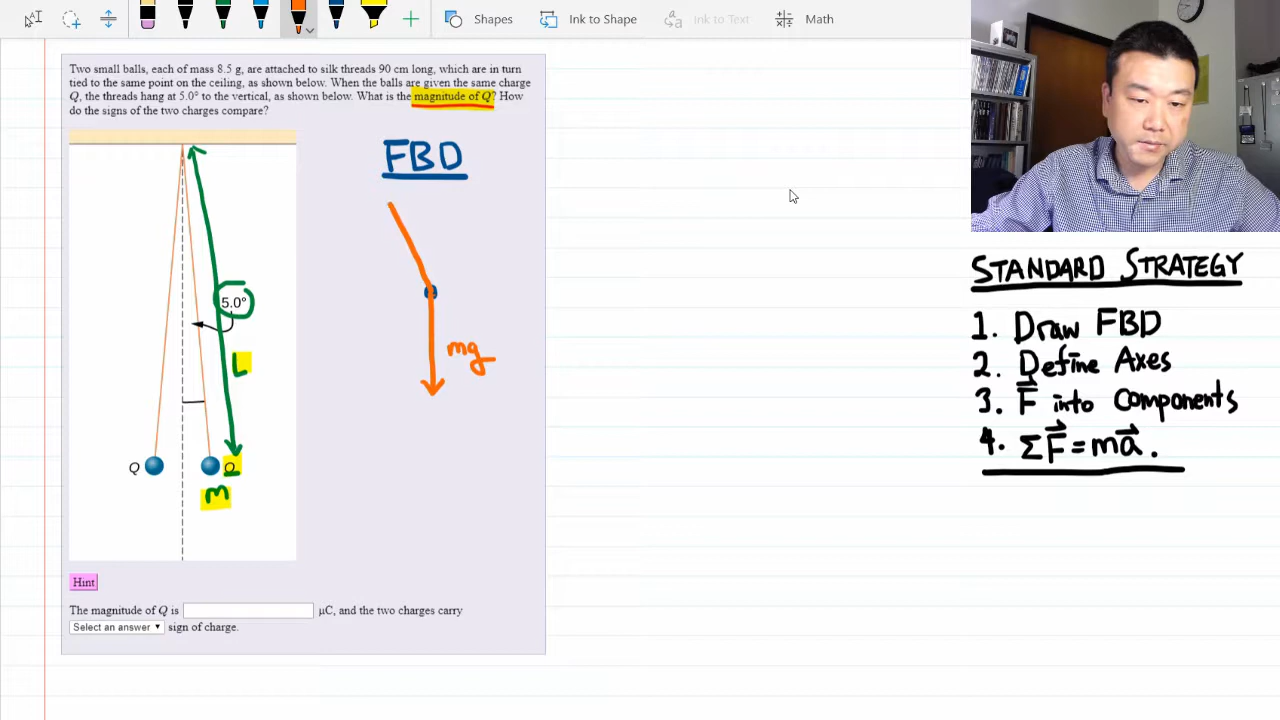 Shapes
Ink to Shape
Ink to Text
Math
Two small balls, each of mass 8.5 g, are attached to silk threads 90 cm long, which are in turn
tied to the same point on the ceiling, as shown below. When the balls are given the same charge
Q, the threads hang at 5.0° to the vertical, as shown below. What is the magnitude of Q? How
do the signs of the two charges compare?
FBD
5.0°
mg
L
Q
Q
m
Hint
The magnitude of Q is μC, and the two charges carry
Select an answer sign of charge.
STANDARD STRATEGY
1. Draw FBD
2. Define Axes
3. F⃗ into Components
4. ΣF⃗ = ma⃗.